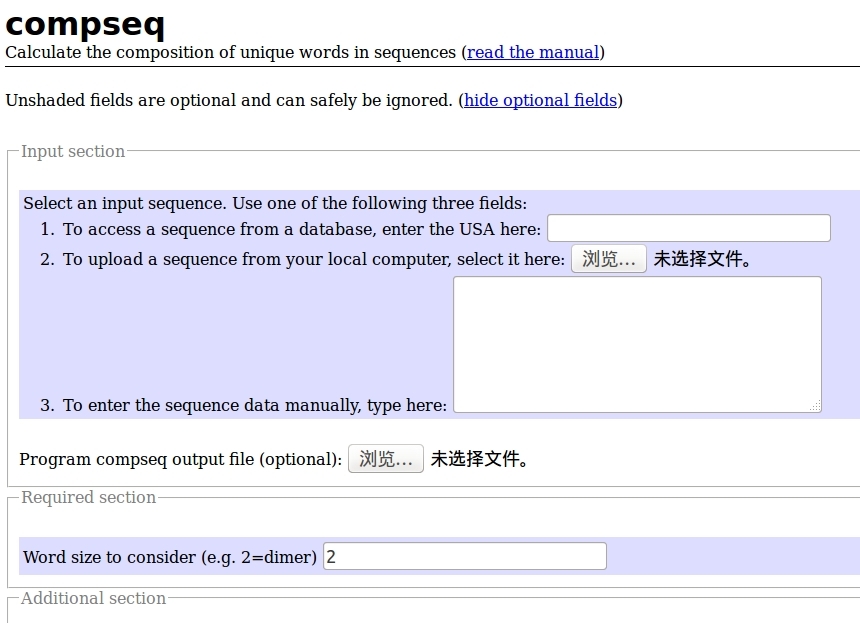 compseq
Calculate the composition of unique words in sequences (read the manual)
Unshaded fields are optional and can safely be ignored. (hide optional fields)
Input section
Select an input sequence. Use one of the following three fields:
1. To access a sequence from a database, enter the USA here:
2. To upload a sequence from your local computer, select it here: 浏览... 未选择文件。
3. To enter the sequence data manually, type here:
Program compseq output file (optional): 浏览... 未选择文件。
Required section
Word size to consider (e.g. 2=dimer) 2
Additional section